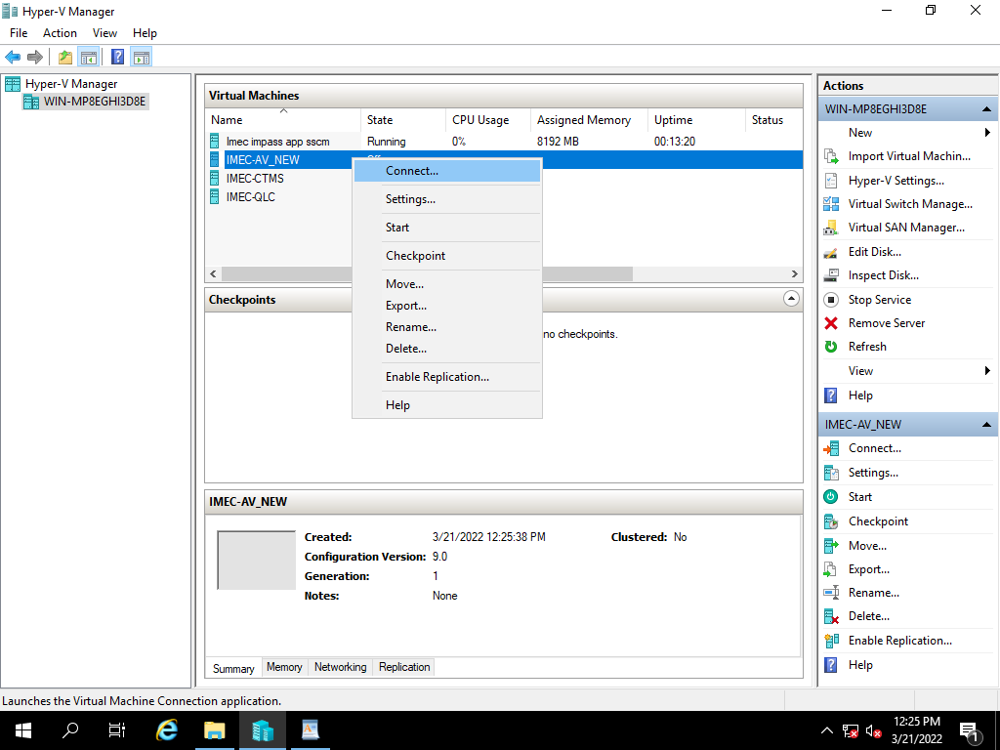 Hyper-V Manager
File Action View Help
Hyper-V Manager
WIN-MP8EGHI3D8E
Virtual Machines
Name State CPU Usage Assigned Memory Uptime Status
Imec impass app sscm Running 0% 8192 MB 00:13:20
IMEC-AV_NEW
IMEC-CTMS
IMEC-QLC
Connect...
Settings...
Start
Checkpoint
Move...
Export...
Rename...
Delete...
Enable Replication...
Help
Checkpoints
no checkpoints.
IMEC-AV_NEW
Created: 3/21/2022 12:25:38 PM Clustered: No
Configuration Version: 9.0
Generation: 1
Notes: None
Summary Memory Networking Replication
Actions
WIN-MP8EGHI3D8E
New
Import Virtual Machin...
Hyper-V Settings...
Virtual Switch Manage...
Virtual SAN Manager...
Edit Disk...
Inspect Disk...
Stop Service
Remove Server
Refresh
View
Help
IMEC-AV_NEW
Connect...
Settings...
Start
Checkpoint
Move...
Export...
Rename...
Delete...
Enable Replication...
Help
Launches the Virtual Machine Connection application.
12:25 PM
3/21/2022
1